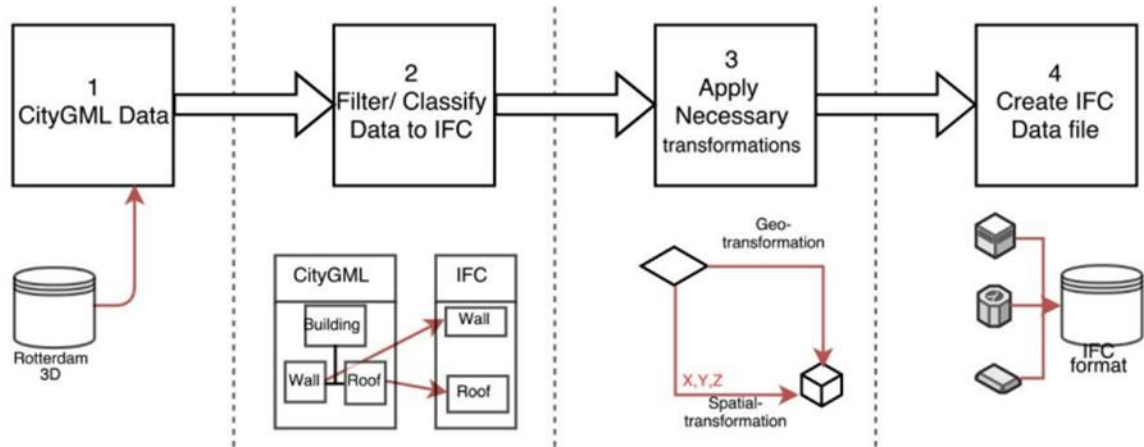 1
CityGML Data
2
Filter/ Classify
Data to IFC
3
Apply
Necessary
transformations
4
Create IFC
Data file
Rotterdam
3D
CityGML
Building
Wall
Roof
IFC
Wall
Roof
Geo-
transformation
X,Y,Z
Spatial-
transformation
IFC
format